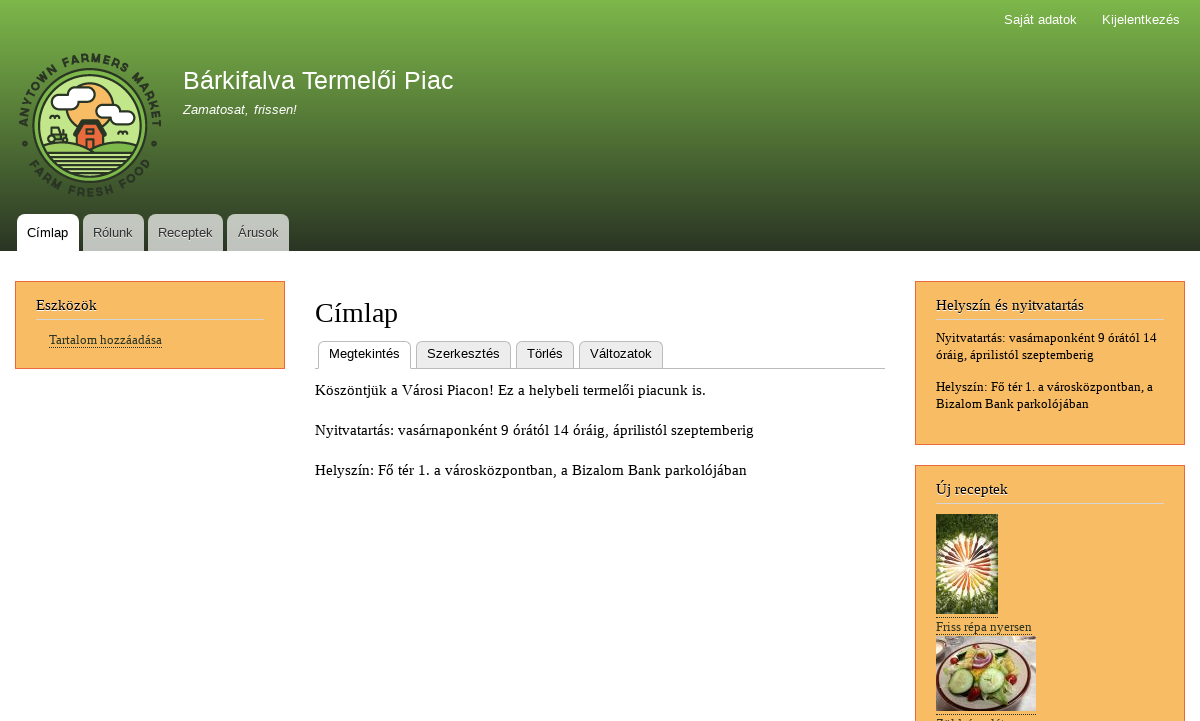 Saját adatok
Kijelentkezés
ANYTOWN FARMERS MARKET
FARM FRESH FOOD
Bárkifalva Termelői Piac
Zamatosat, frissen!
Címlap
Rólunk
Receptek
Árusok
Eszközök
Tartalom hozzáadása
Címlap
Megtekintés
Szerkesztés
Törlés
Változatok
Köszöntjük a Városi Piacon! Ez a helybeli termelői piacunk is.
Nyitvatartás: vasárnaponként 9 órától 14 óráig, áprilistól szeptemberig
Helyszín: Fő tér 1. a városközpontban, a Bizalom Bank parkolójában
Helyszín és nyitvatartás
Nyitvatartás: vasárnaponként 9 órától 14
óráig, áprilistól szeptemberig
Helyszín: Fő tér 1. a városközpontban, a
Bizalom Bank parkolójában
Új receptek
Friss répa nyersen